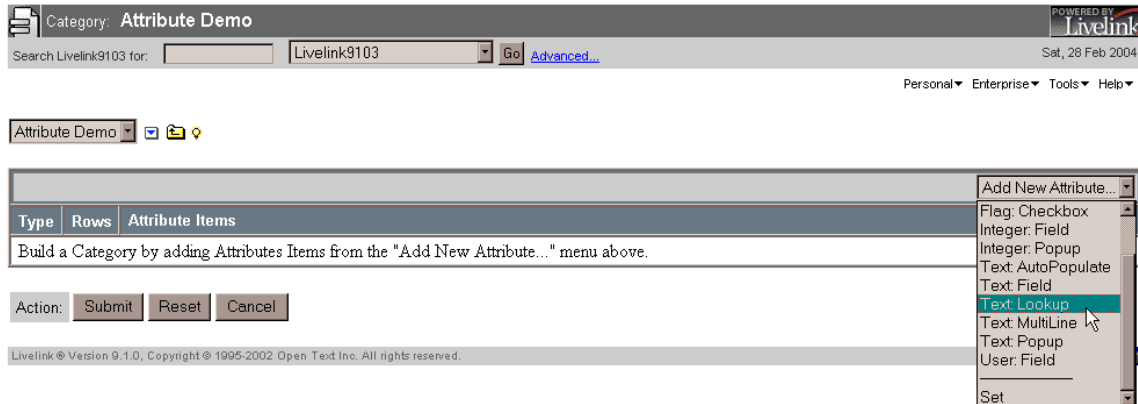 Category: Attribute Demo
POWERED BY
Livelink
Search Livelink9103 for: Livelink9103 Go Advanced... Sat, 28 Feb 2004
Personal Enterprise Tools Help
Attribute Demo
Add New Attribute...
Type Rows Attribute Items
Build a Category by adding Attributes Items from the "Add New Attribute..." menu above.
Flag: Checkbox
Integer: Field
Integer: Popup
Text: AutoPopulate
Text: Field
Text: Lookup
Text: MultiLine
Text: Popup
User: Field
Set
Action: Submit Reset Cancel
Livelink ® Version 9.1.0, Copyright © 1995-2002 Open Text Inc. All rights reserved.